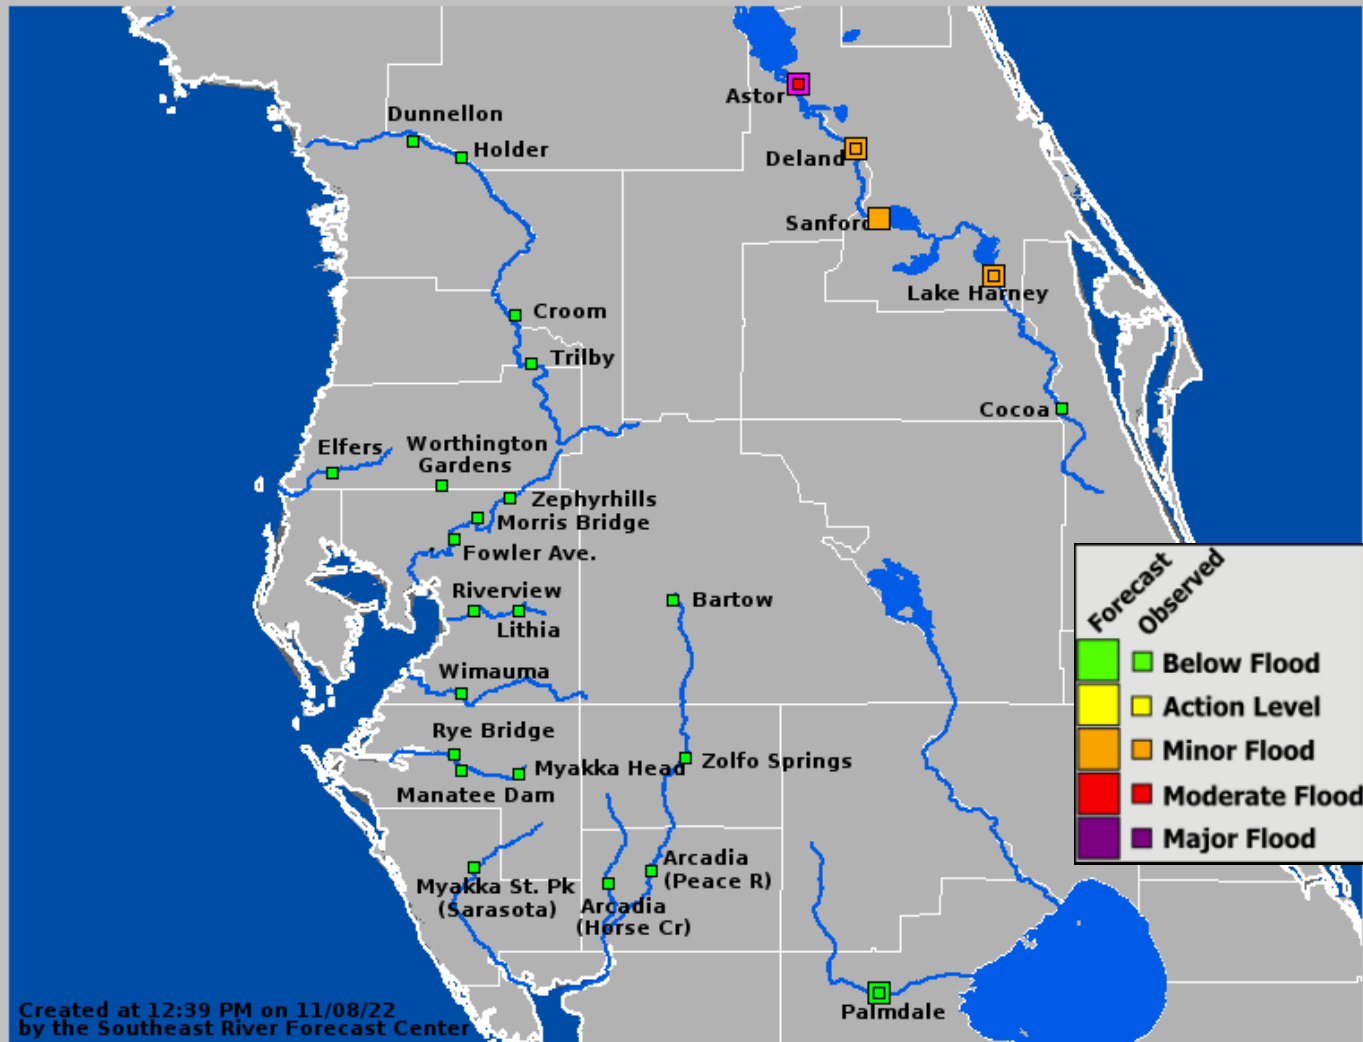 Astor
Dunnellon
Holder
Deland
Sanford
Lake Harney
Croom
Trilby
Cocoa
Elfers
Worthington
Gardens
Zephyrhills
Morris Bridge
Fowler Ave.
Riverview
Lithia
Bartow
Wimauma
Rye Bridge
Myakka Head
Manatee Dam
Zolfo Springs
Myakka St. Pk
(Sarasota)
Arcadia
(Peace R)
Arcadia
(Horse Cr)
Palmdale
Forecast
Observed
Below Flood
Action Level
Minor Flood
Moderate Flood
Major Flood
Created at 12:39 PM on 11/08/22
by the Southeast River Forecast Center